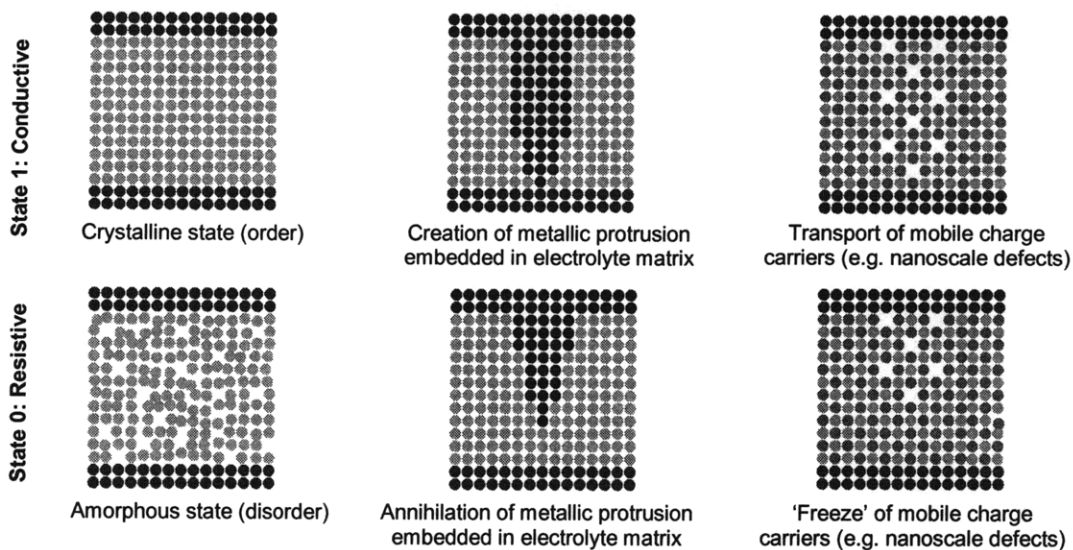 State 1: Conductive
Crystalline state (order)
Creation of metallic protrusion
embedded in electrolyte matrix
Transport of mobile charge
carriers (e.g. nanoscale defects)
State 0: Resistive
Amorphous state (disorder)
Annihilation of metallic protrusion
embedded in electrolyte matrix
'Freeze' of mobile charge
carriers (e.g. nanoscale defects)